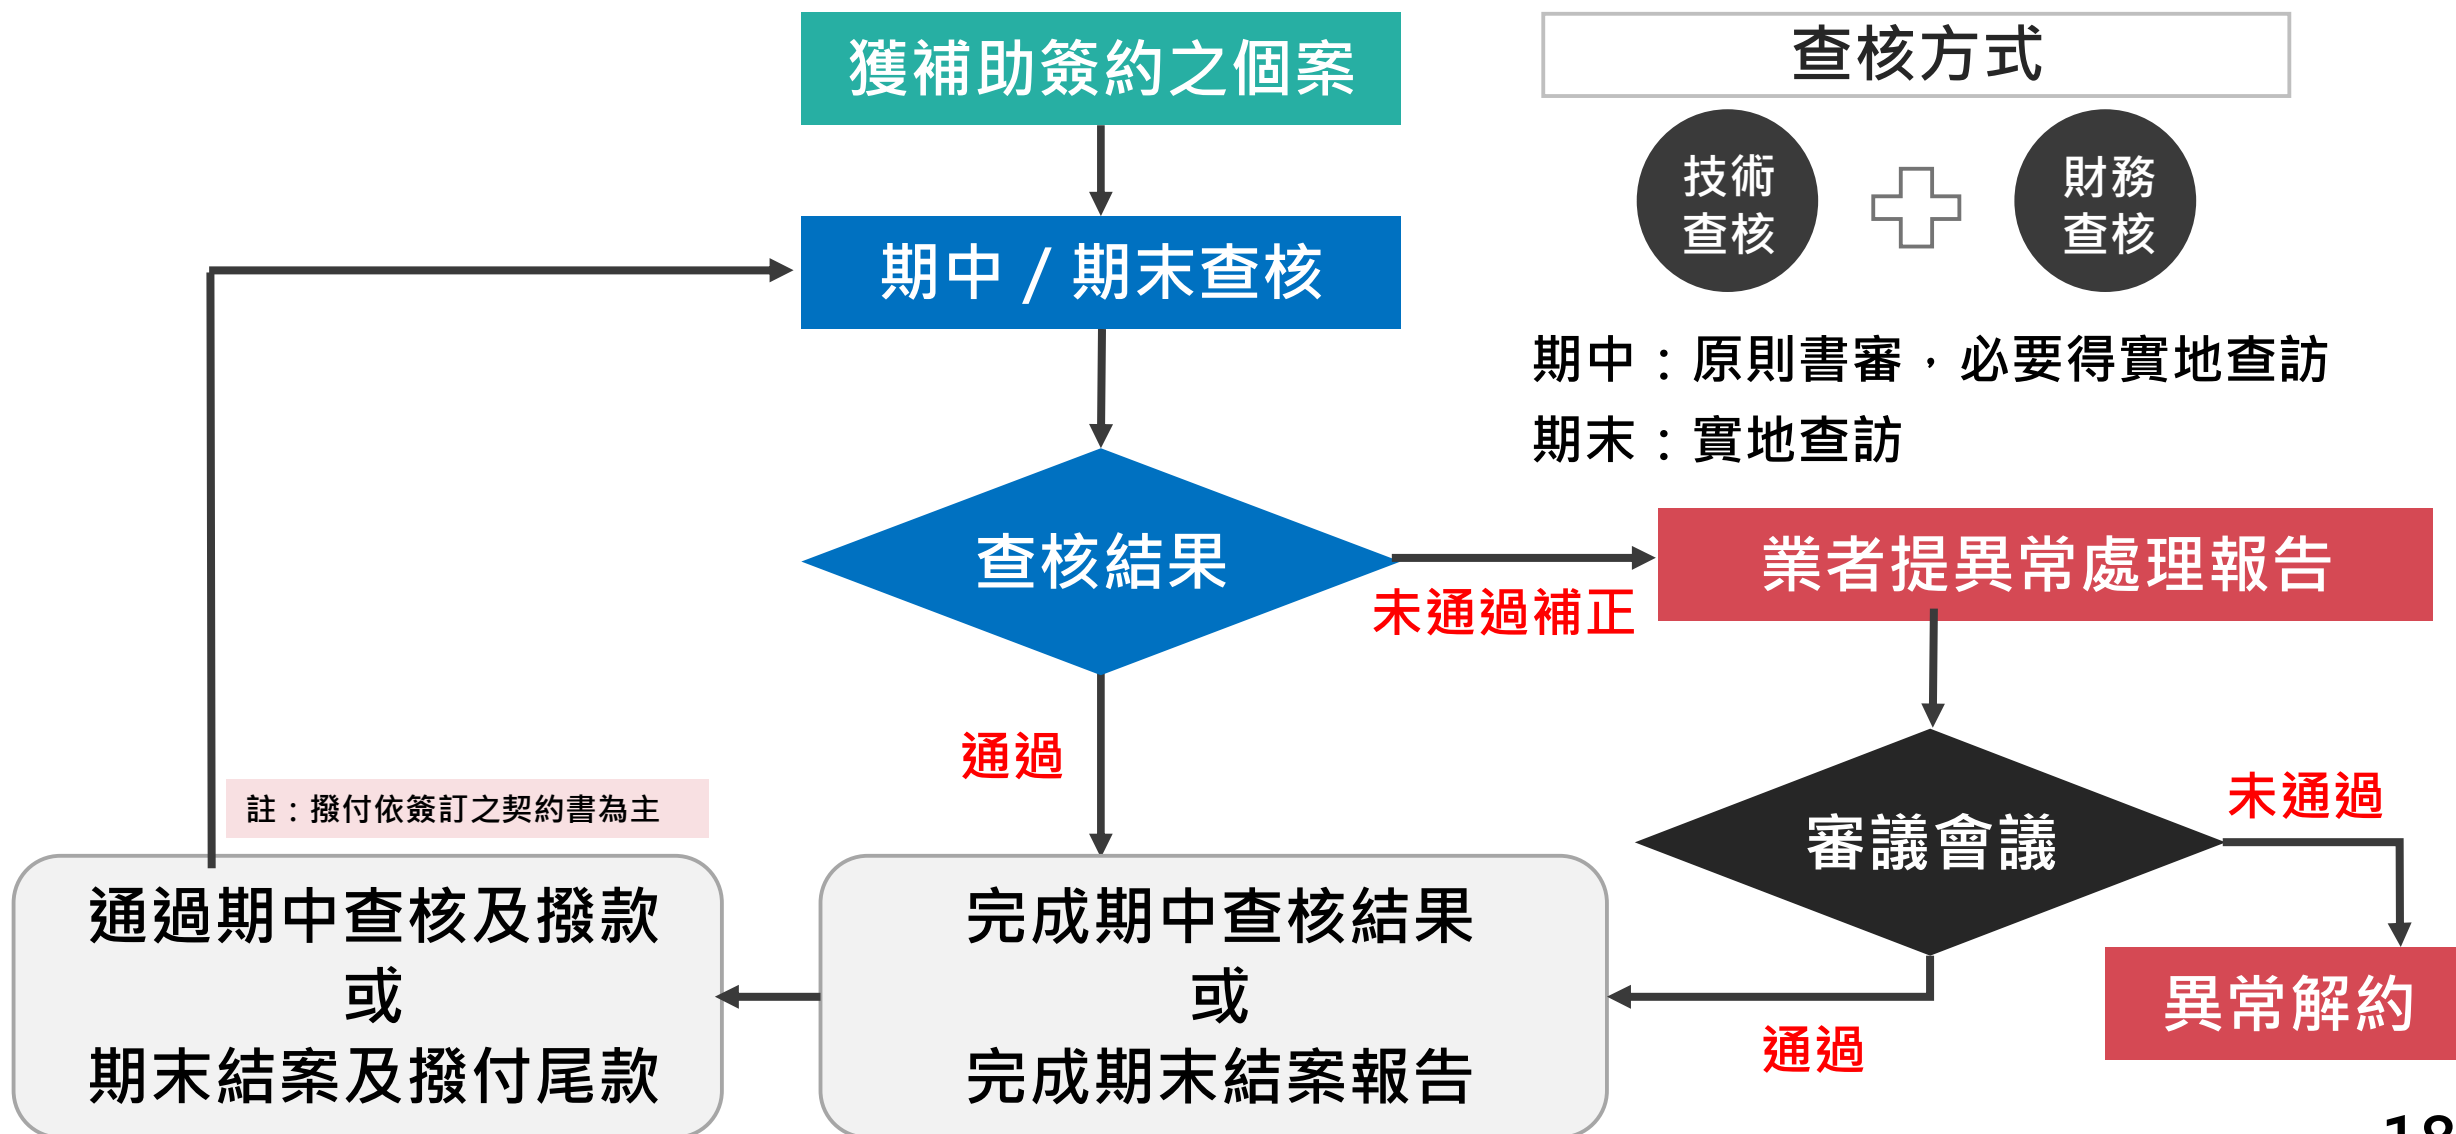 獲補助簽約之個案
查核方式
技術
查核
財務
查核
期中 / 期末查核
期中：原則書審，必要得實地查訪
期末：實地查訪
查核結果
未通過補正
業者提異常處理報告
通過
審議會議
未通過
註：撥付依簽訂之契約書為主
通過期中查核及撥款
或
期末結案及撥付尾款
完成期中查核結果
或
完成期末結案報告
通過
異常解約